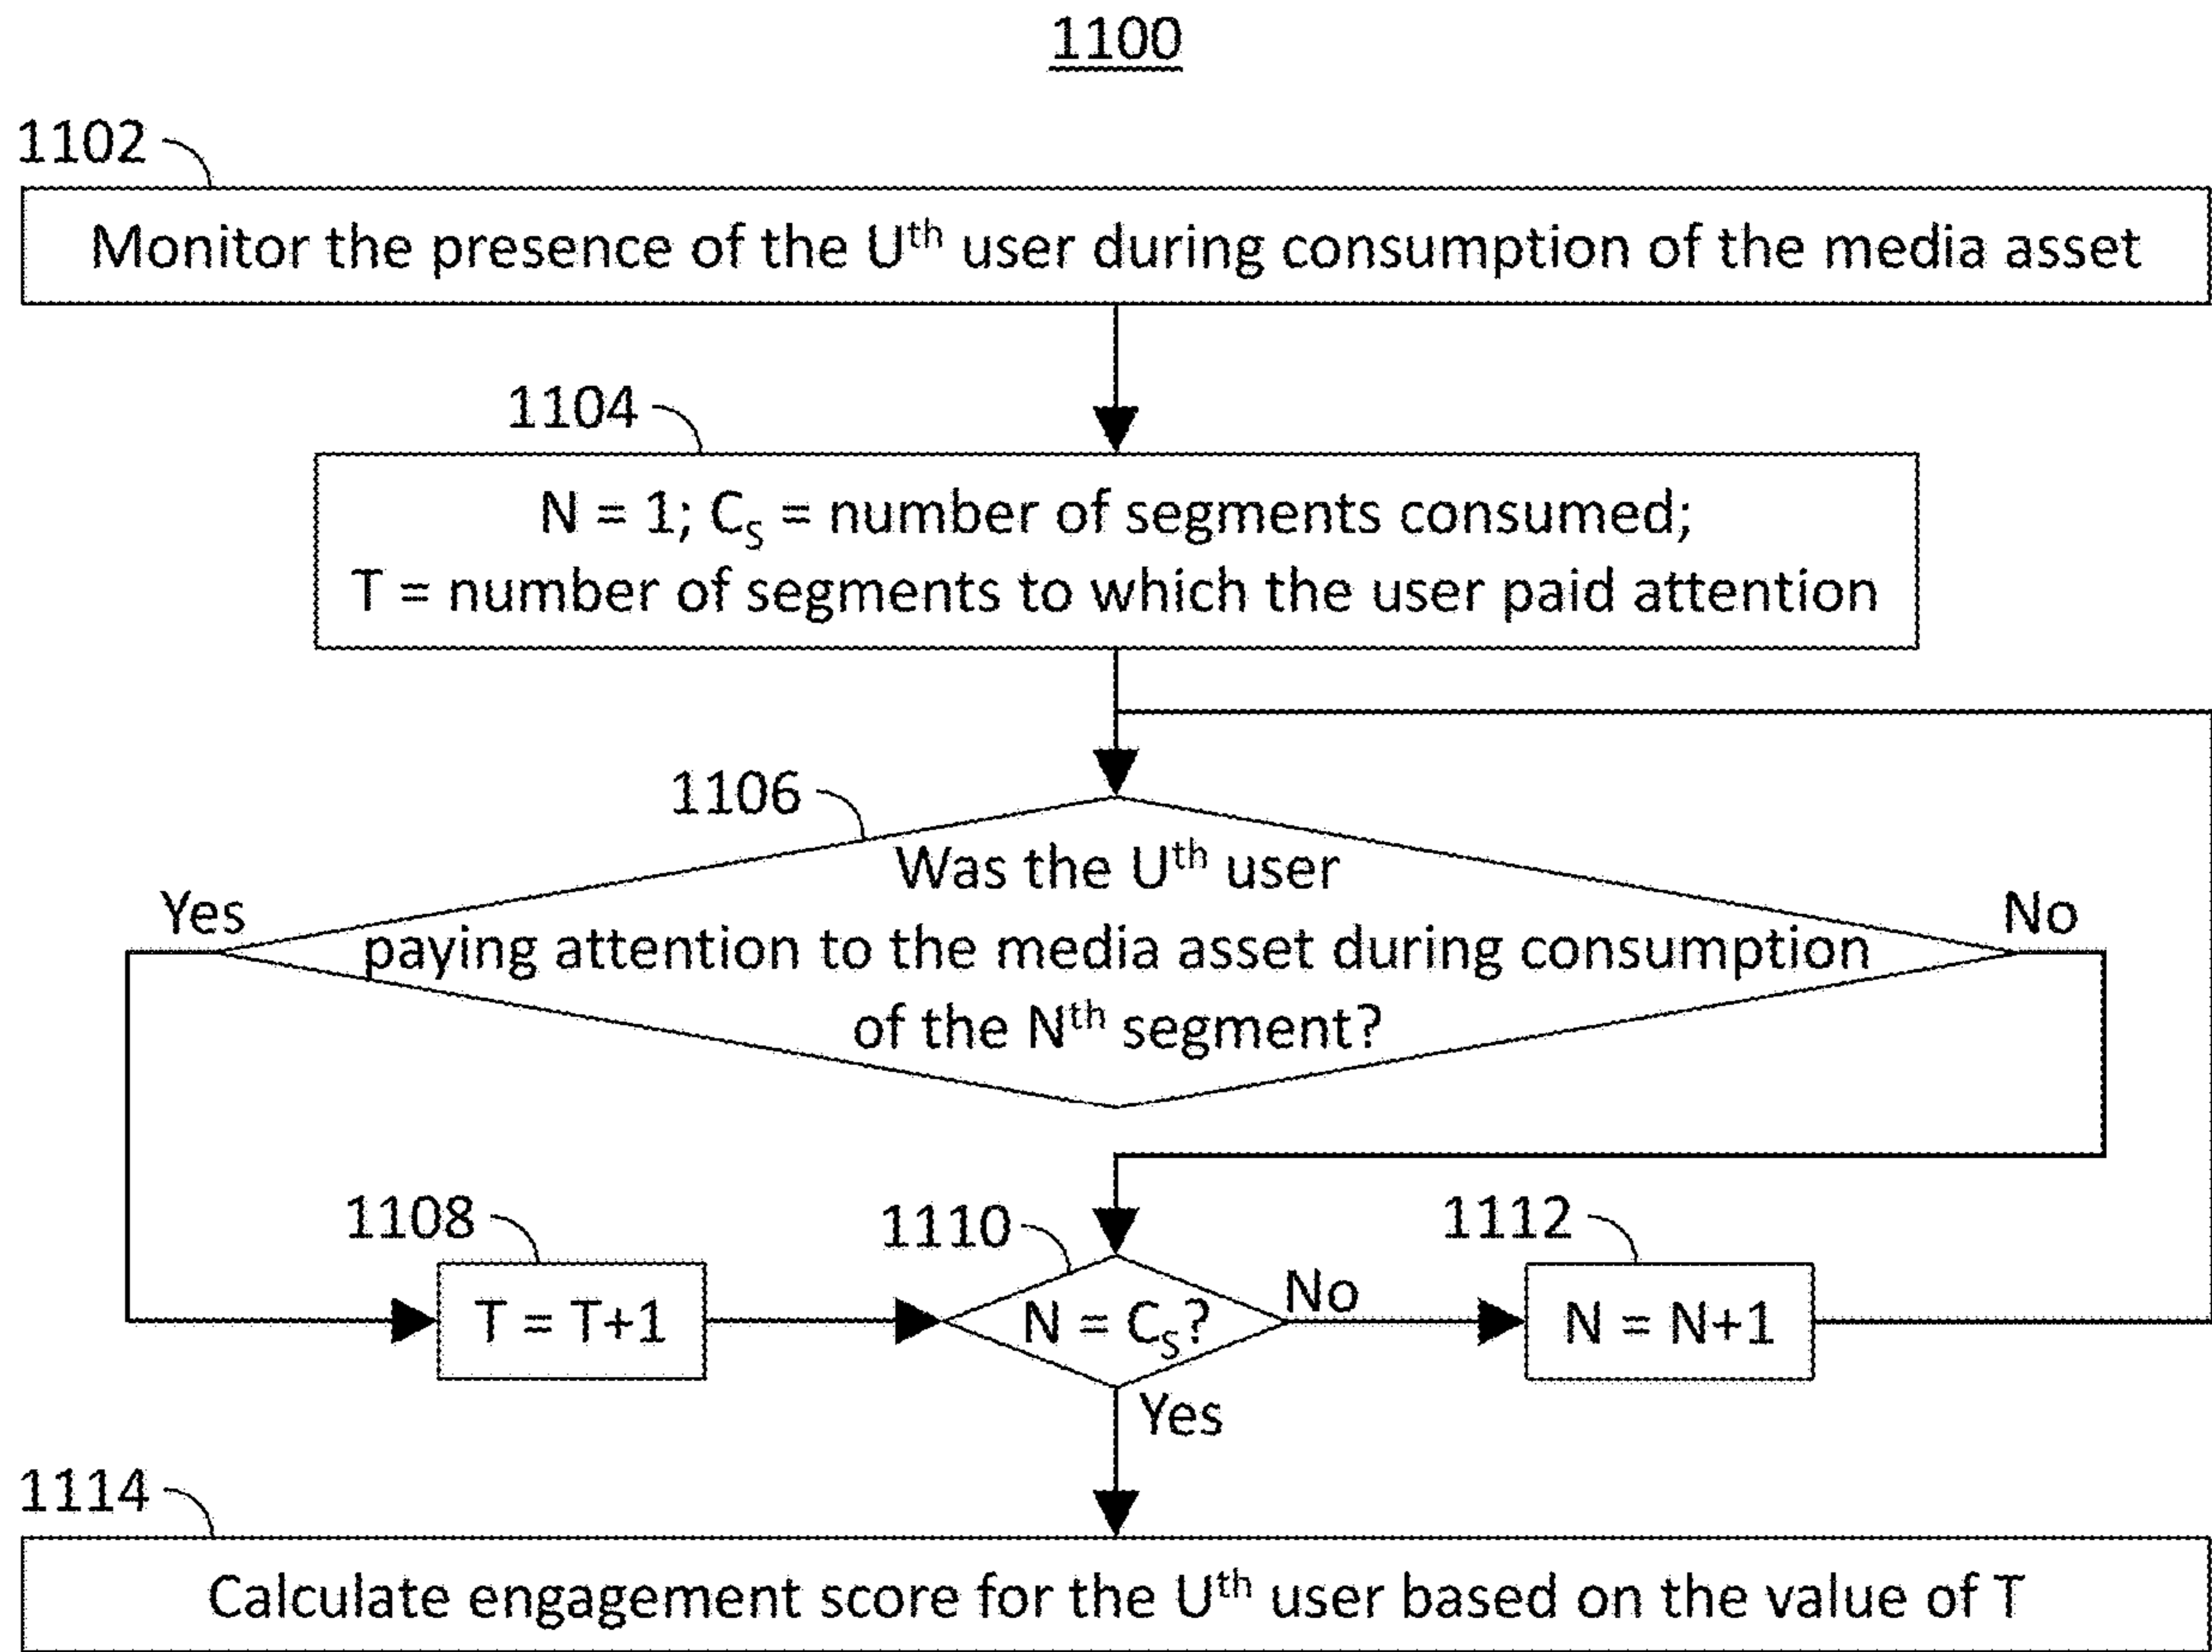 1100
1102
Monitor the presence of the Uth user during consumption of the media asset
1104
N = 1; CS = number of segments consumed;
T = number of segments to which the user paid attention
1106
Was the Uth user
Yes
No
paying attention to the media asset during consumption
of the Nth segment?
1108
1110
1112
T = T+1
N = CS?
No
N = N+1
Yes
1114
Calculate engagement score for the Uth user based on the value of T